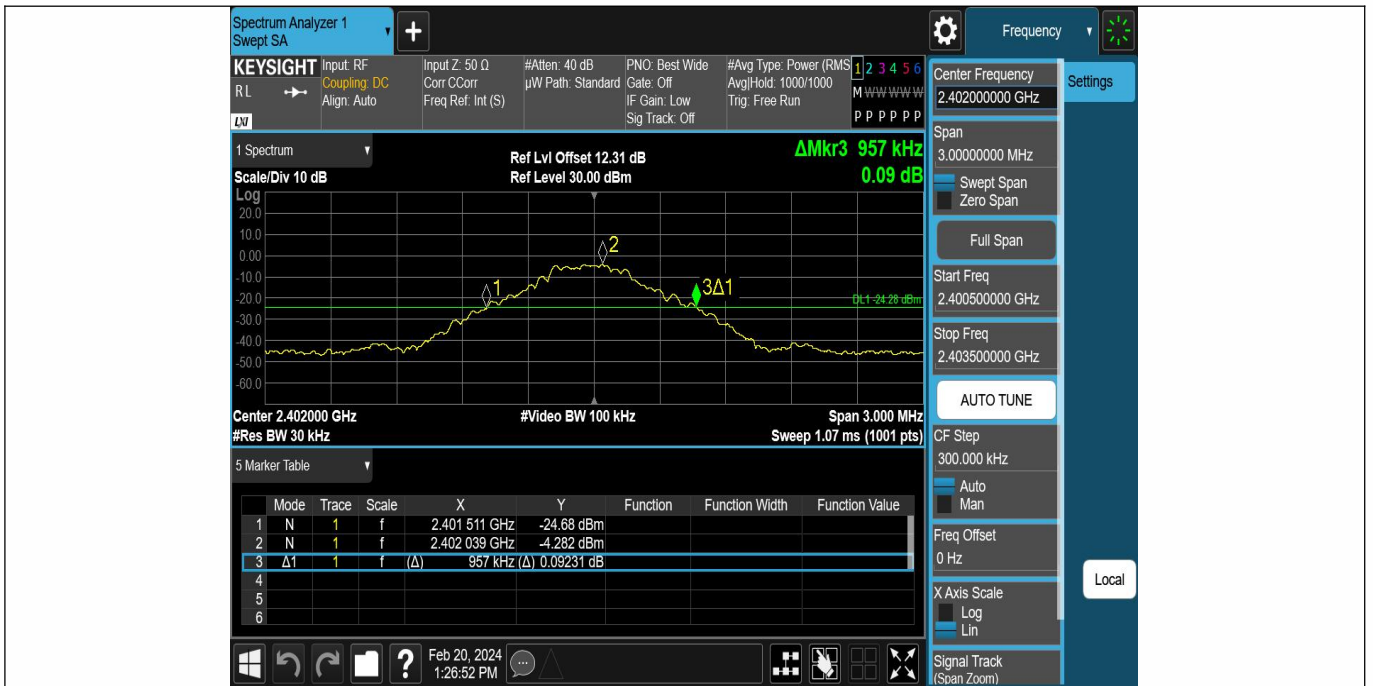 Spectrum Analyzer 1
Swept SA
+
Frequency
KEYSIGHT
RL
LXI
Input: RF
Coupling: DC
Align: Auto
Input Z: 50 Ω
Corr CCorr
Freq Ref: Int (S)
#Atten: 40 dB
µW Path: Standard
PNO: Best Wide
Gate: Off
IF Gain: Low
Sig Track: Off
#Avg Type: Power (RMS
Avg|Hold: 1000/1000
Trig: Free Run
1 2 3 4 5 6
M W W W W W
P P P P P P
1 Spectrum
Scale/Div 10 dB
Ref Lvl Offset 12.31 dB
Ref Level 30.00 dBm
ΔMkr3 957 kHz
0.09 dB
Log
20.0
10.0
0.00
-10.0
-20.0
-30.0
-40.0
-50.0
-60.0
1
2
3Δ1
DL1 -24.28 dBm
Center 2.402000 GHz
#Video BW 100 kHz
Span 3.000 MHz
#Res BW 30 kHz
Sweep 1.07 ms (1001 pts)
5 Marker Table
Mode Trace Scale X Y Function Function Width Function Value
1 N 1 f 2.401 511 GHz -24.68 dBm
2 N 1 f 2.402 039 GHz -4.282 dBm
3 Δ1 1 f (Δ) 957 kHz (Δ) 0.09231 dB
4
5
6
?
Feb 20, 2024
1:26:52 PM
Center Frequency
2.402000000 GHz
Settings
Span
3.00000000 MHz
Swept Span
Zero Span
Full Span
Start Freq
2.400500000 GHz
Stop Freq
2.403500000 GHz
AUTO TUNE
CF Step
300.000 kHz
Auto
Man
Freq Offset
0 Hz
Local
X Axis Scale
Log
Lin
Signal Track
(Span Zoom)